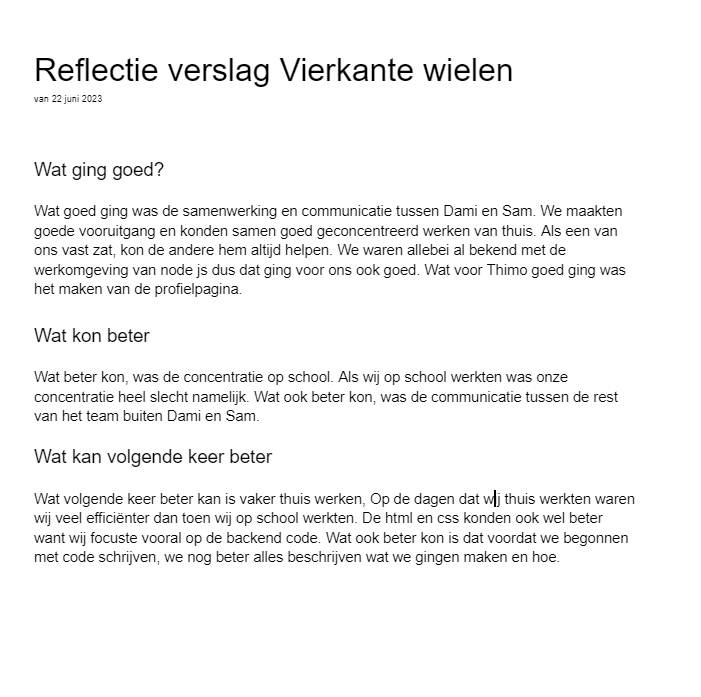 Reflectie verslag Vierkante wielen
van 22 juni 2023
Wat ging goed?
Wat goed ging was de samenwerking en communicatie tussen Dami en Sam. We maakten
goede vooruitgang en konden samen goed geconcentreerd werken van thuis. Als een van
ons vast zat, kon de andere hem altijd helpen. We waren allebei al bekend met de
werkomgeving van node js dus dat ging voor ons ook goed. Wat voor Thimo goed ging was
het maken van de profielpagina.
Wat kon beter
Wat beter kon, was de concentratie op school. Als wij op school werkten was onze
concentratie heel slecht namelijk. Wat ook beter kon, was de communicatie tussen de rest
van het team buiten Dami en Sam.
Wat kan volgende keer beter
Wat volgende keer beter kan is vaker thuis werken, Op de dagen dat wij thuis werkten waren
wij veel efficiënter dan toen wij op school werkten. De html en css konden ook wel beter
want wij focuste vooral op de backend code. Wat ook beter kon is dat voordat we begonnen
met code schrijven, we nog beter alles beschrijven wat we gingen maken en hoe.